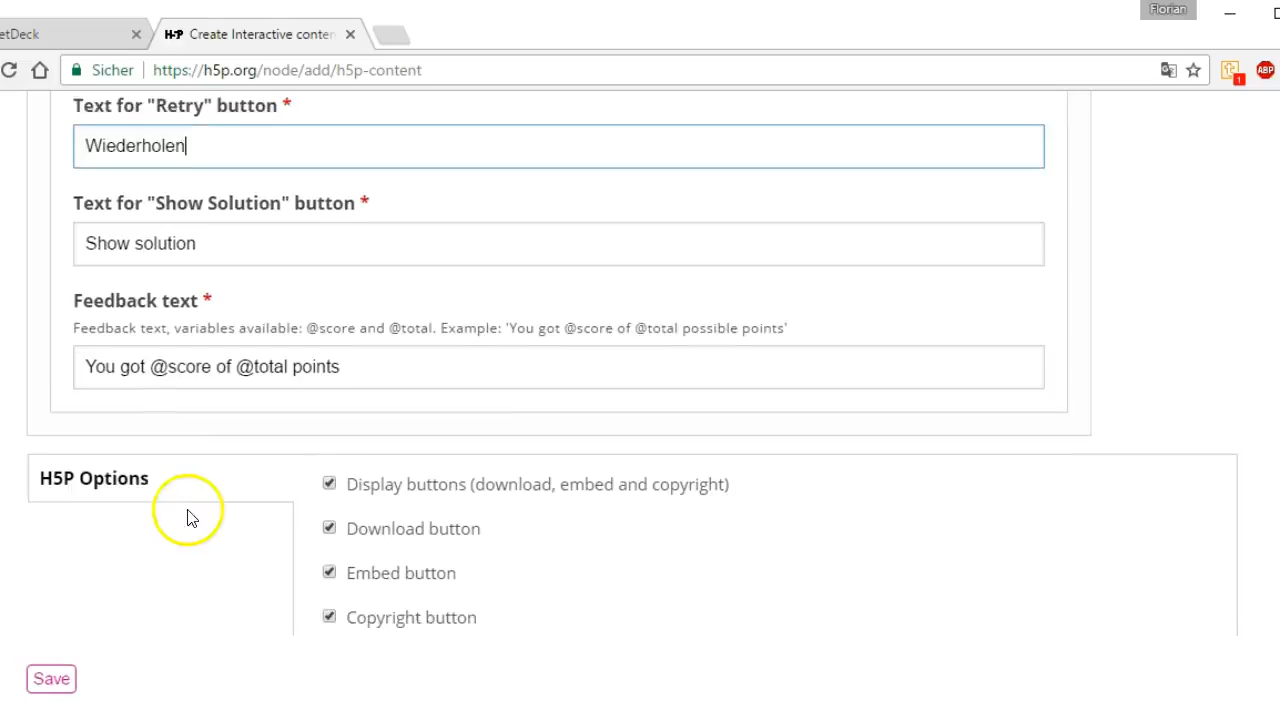 Florian
etDeck
H-P Create Interactive conten
Sicher https://h5p.org/node/add/h5p-content
1
ABP
Text for "Retry" button *
Wiederholen
Text for "Show Solution" button *
Show solution
Feedback text *
Feedback text, variables available: @score and @total. Example: 'You got @score of @total possible points'
You got @score of @total points
H5P Options
Display buttons (download, embed and copyright)
Download button
Embed button
Copyright button
Save